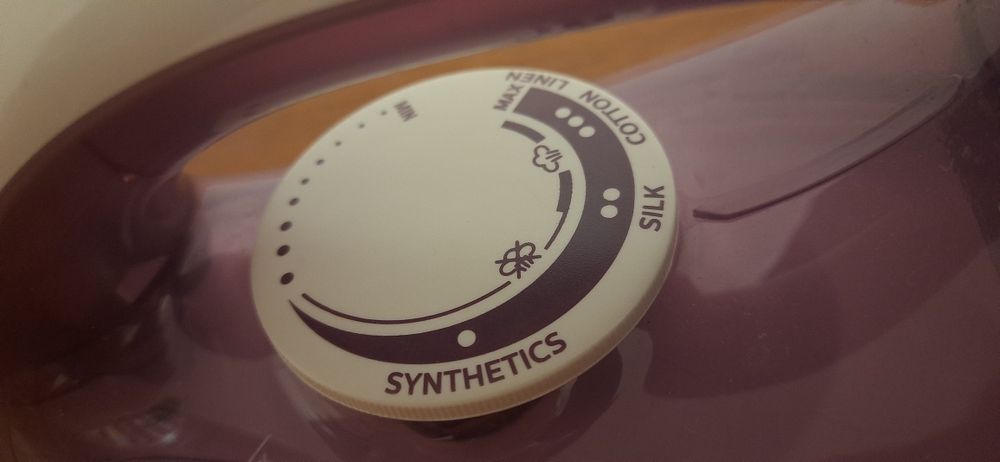 MIN
SYNTHETICS
SILK
COTTON
LINEN
MAX